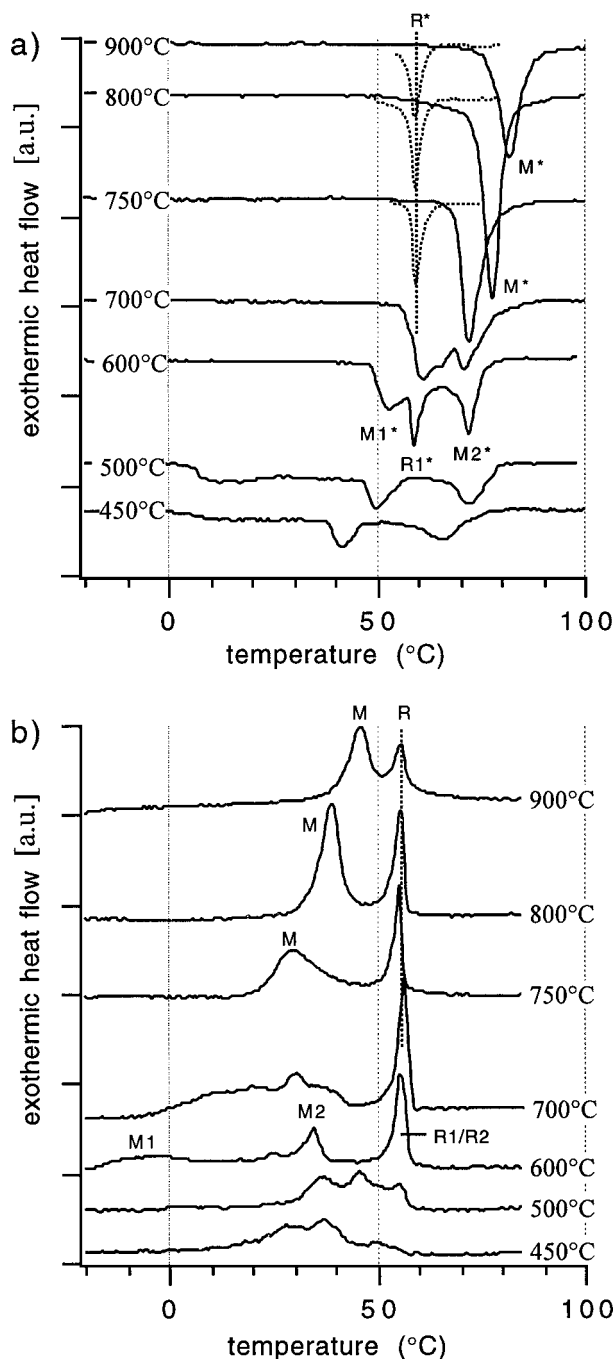 a)
exothermic heat flow [a.u.]
R*
900°C
800°C
M*
750°C
M*
700°C
600°C
M1*
R1*
M2*
500°C
450°C
0
50
100
temperature (°C)
b)
exothermic heat flow [a.u.]
M
R
900°C
M
800°C
M
750°C
700°C
M1
M2
R1/R2
600°C
500°C
450°C
0
50
100
temperature (°C)